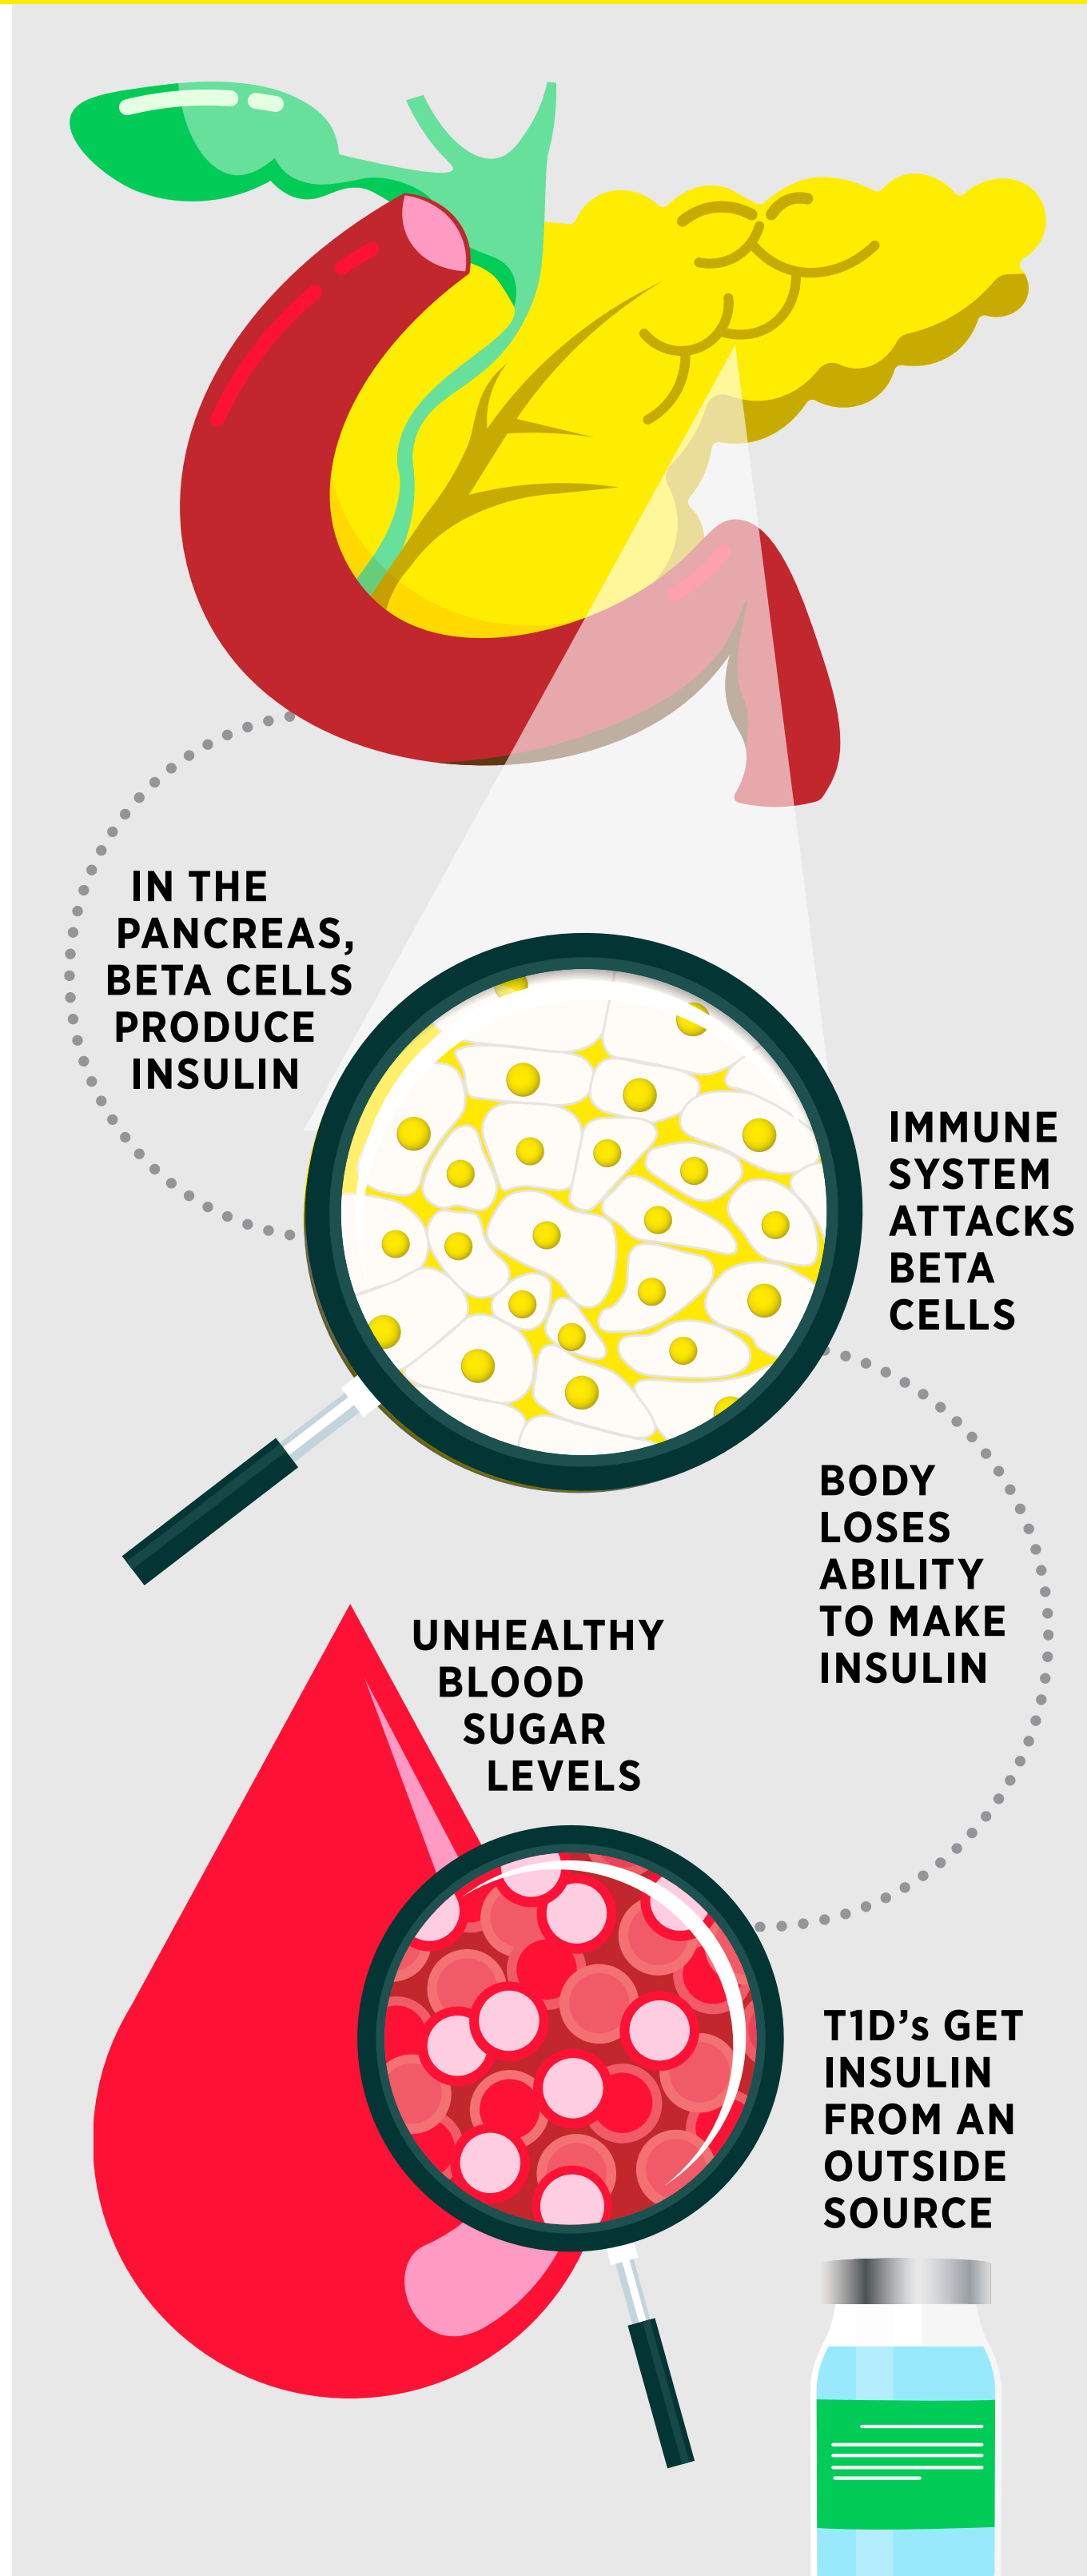 IN THE
PANCREAS,
BETA CELLS
PRODUCE
INSULIN
IMMUNE
SYSTEM
ATTACKS
BETA
CELLS
BODY
LOSES
ABILITY
TO MAKE
INSULIN
UNHEALTHY
BLOOD
SUGAR
LEVELS
T1D’s GET
INSULIN
FROM AN
OUTSIDE
SOURCE